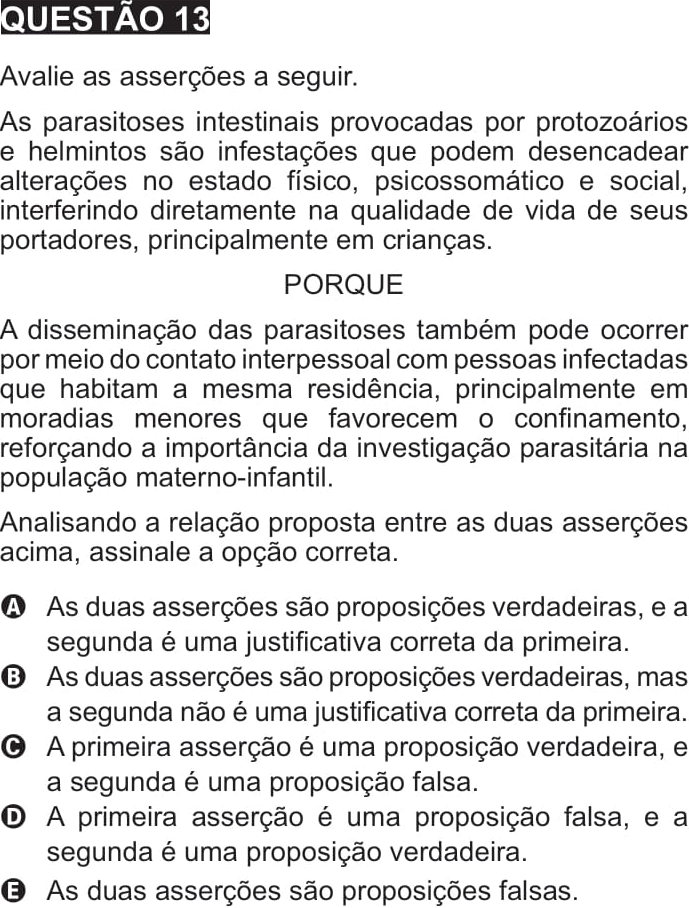 QUESTÃO 13
Avalie as asserções a seguir.
As parasitoses intestinais provocadas por protozoários
e helmintos são infestações que podem desencadear
alterações no estado físico, psicossomático e social,
interferindo diretamente na qualidade de vida de seus
portadores, principalmente em crianças.
PORQUE
A disseminação das parasitoses também pode ocorrer
por meio do contato interpessoal com pessoas infectadas
que habitam a mesma residência, principalmente em
moradias menores que favorecem o confinamento,
reforçando a importância da investigação parasitária na
população materno-infantil.
Analisando a relação proposta entre as duas asserções
acima, assinale a opção correta.
A As duas asserções são proposições verdadeiras, e a
segunda é uma justificativa correta da primeira.
B As duas asserções são proposições verdadeiras, mas
a segunda não é uma justificativa correta da primeira.
C A primeira asserção é uma proposição verdadeira, e
a segunda é uma proposição falsa.
D A primeira asserção é uma proposição falsa, e a
segunda é uma proposição verdadeira.
E As duas asserções são proposições falsas.